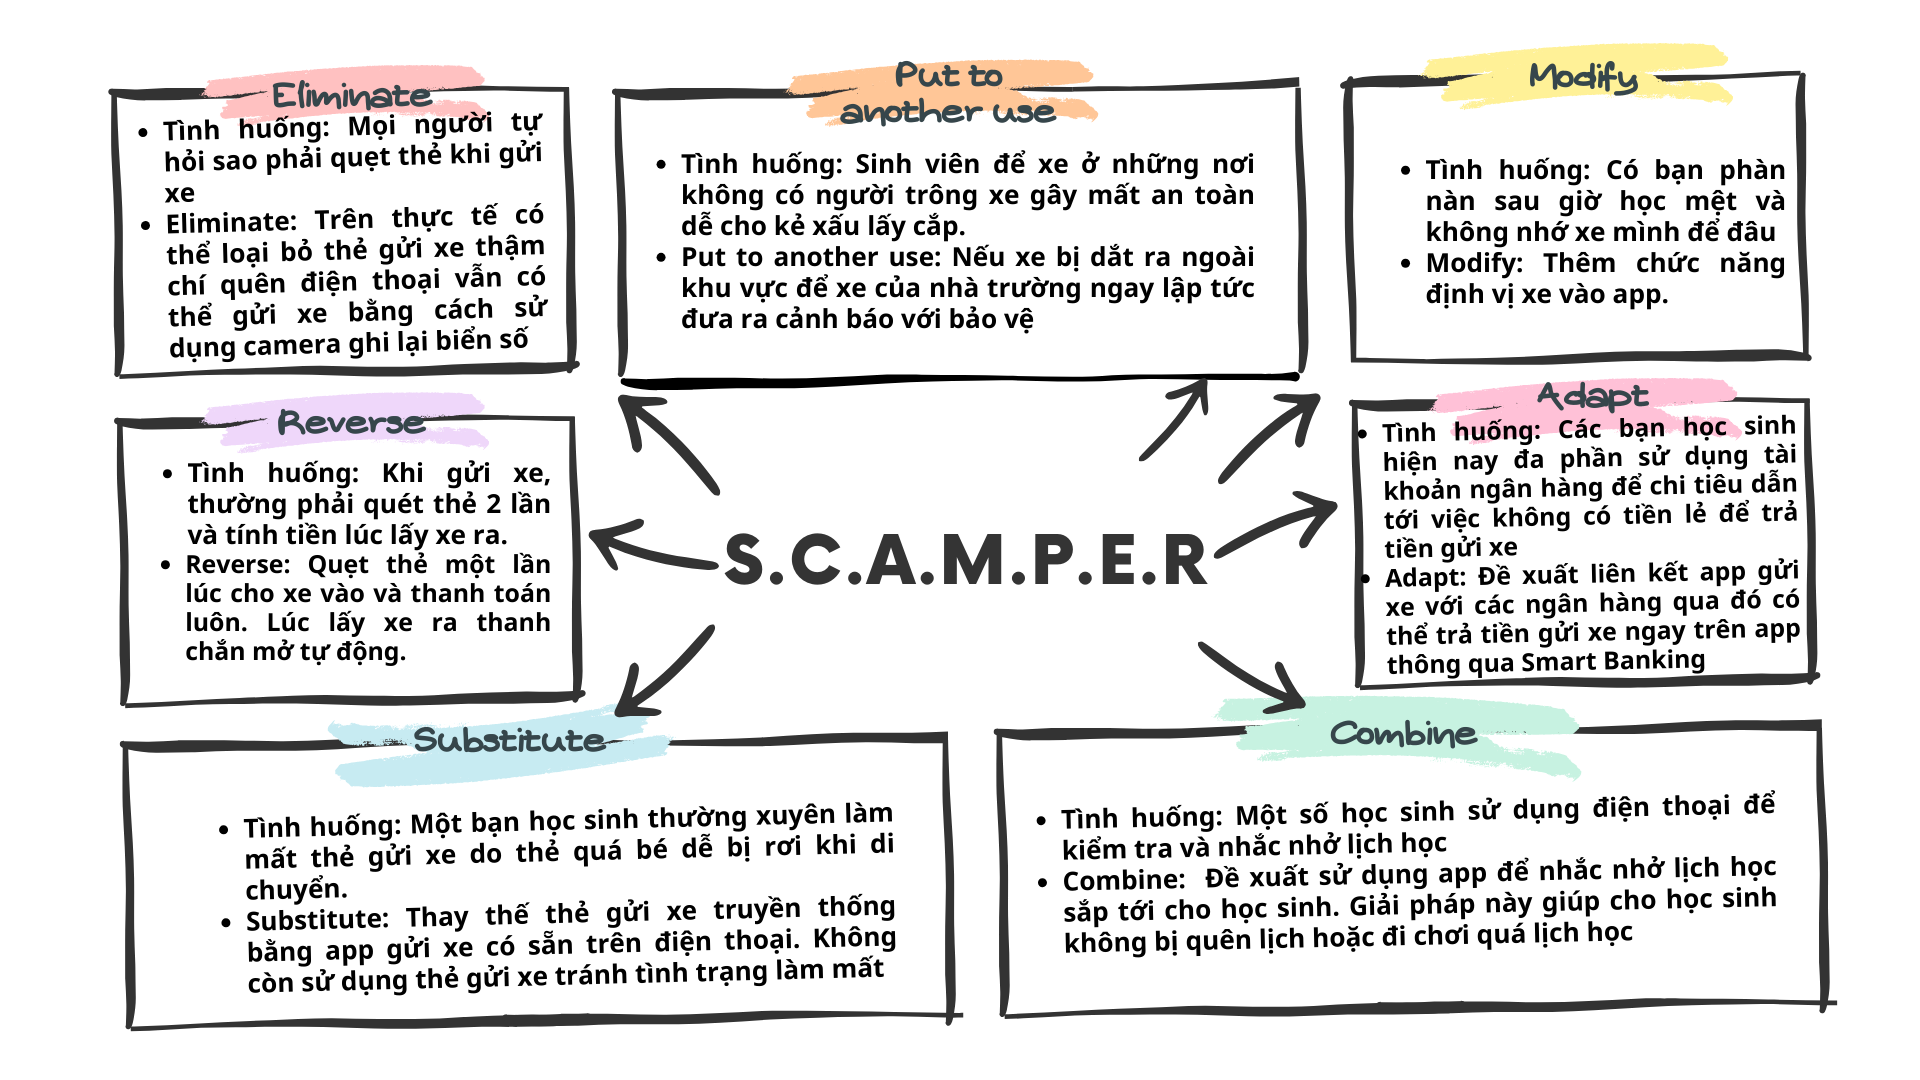 Eliminate
Tình huống: Mọi người tự
hỏi sao phải quẹt thẻ khi gửi
xe
Eliminate: Trên thực tế có
thể loại bỏ thẻ gửi xe thậm
chí quên điện thoại vẫn có
thể gửi xe bằng cách sử
dụng camera ghi lại biển số
Put to
another use
Tình huống: Sinh viên để xe ở những nơi
không có người trông xe gây mất an toàn
dễ cho kẻ xấu lấy cắp.
Put to another use: Nếu xe bị dắt ra ngoài
khu vực để xe của nhà trường ngay lập tức
đưa ra cảnh báo với bảo vệ
Modify
Tình huống: Có bạn phàn
nàn sau giờ học mệt và
không nhớ xe mình để đâu
Modify: Thêm chức năng
định vị xe vào app.
Reverse
Tình huống: Khi gửi xe,
thường phải quét thẻ 2 lần
và tính tiền lúc lấy xe ra.
Reverse: Quẹt thẻ một lần
lúc cho xe vào và thanh toán
luôn. Lúc lấy xe ra thanh
chắn mở tự động.
S.C.A.M.P.E.R
Adapt
Tình huống: Các bạn học sinh
hiện nay đa phần sử dụng tài
khoản ngân hàng để chi tiêu dẫn
tới việc không có tiền lẻ để trả
tiền gửi xe
Adapt: Đề xuất liên kết app gửi
xe với các ngân hàng qua đó có
thể trả tiền gửi xe ngay trên app
thông qua Smart Banking
Substitute
Tình huống: Một bạn học sinh thường xuyên làm
mất thẻ gửi xe do thẻ quá bé dễ bị rơi khi di
chuyển.
Substitute: Thay thế thẻ gửi xe truyền thống
bằng app gửi xe có sẵn trên điện thoại. Không
còn sử dụng thẻ gửi xe tránh tình trạng làm mất
Combine
Tình huống: Một số học sinh sử dụng điện thoại để
kiểm tra và nhắc nhở lịch học
Combine: Đề xuất sử dụng app để nhắc nhở lịch học
sắp tới cho học sinh. Giải pháp này giúp cho học sinh
không bị quên lịch hoặc đi chơi quá lịch học